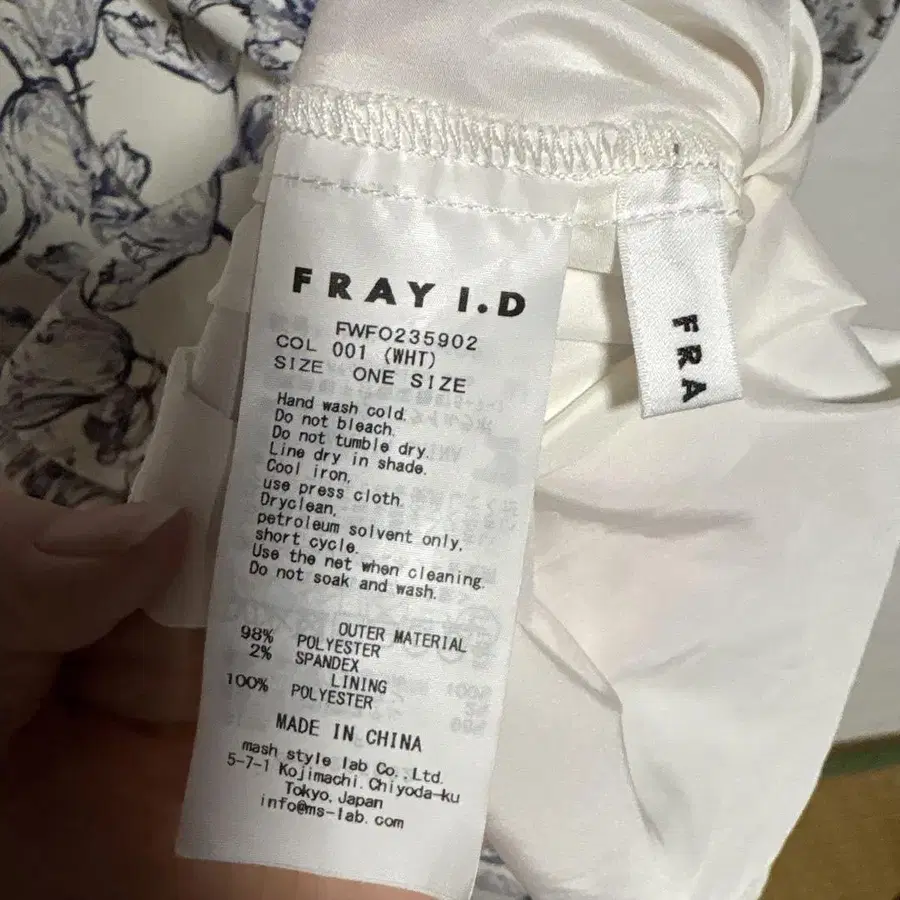 FRAY I.D
FWFO235902
COL 001 (WHT)
SIZE ONE SIZE
Hand wash cold.
Do not bleach.
Do not tumble dry.
Line dry in shade.
Cool iron,
use press cloth.
Dryclean,
petroleum solvent only,
short cycle.
Use the net when cleaning.
Do not soak and wash.
OUTER MATERIAL
98% POLYESTER
2% SPANDEX
LINING
100% POLYESTER
MADE IN CHINA
mash style lab Co.,Ltd.
5-7-1 Kojimachi.Chiyoda-ku
Tokyo,Japan
info@ms-lab.com
FRA